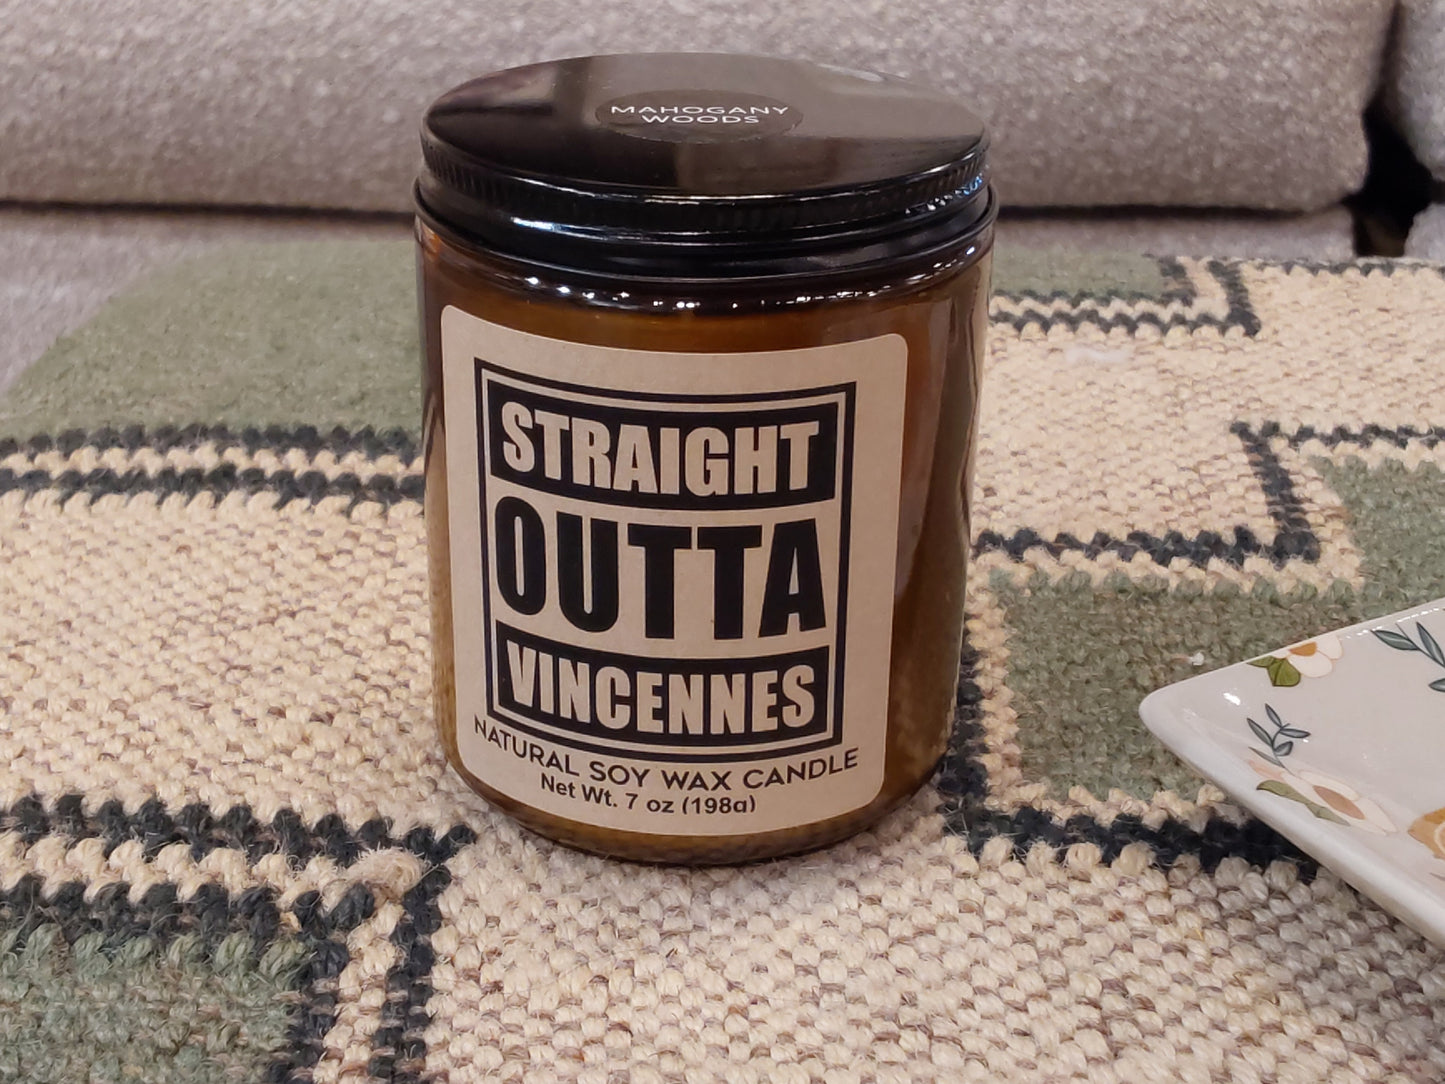 MAHOGANY
WOODS
STRAIGHT
OUTTA
VINCENNES
NATURAL SOY WAX CANDLE
Net Wt. 7 oz (198g)